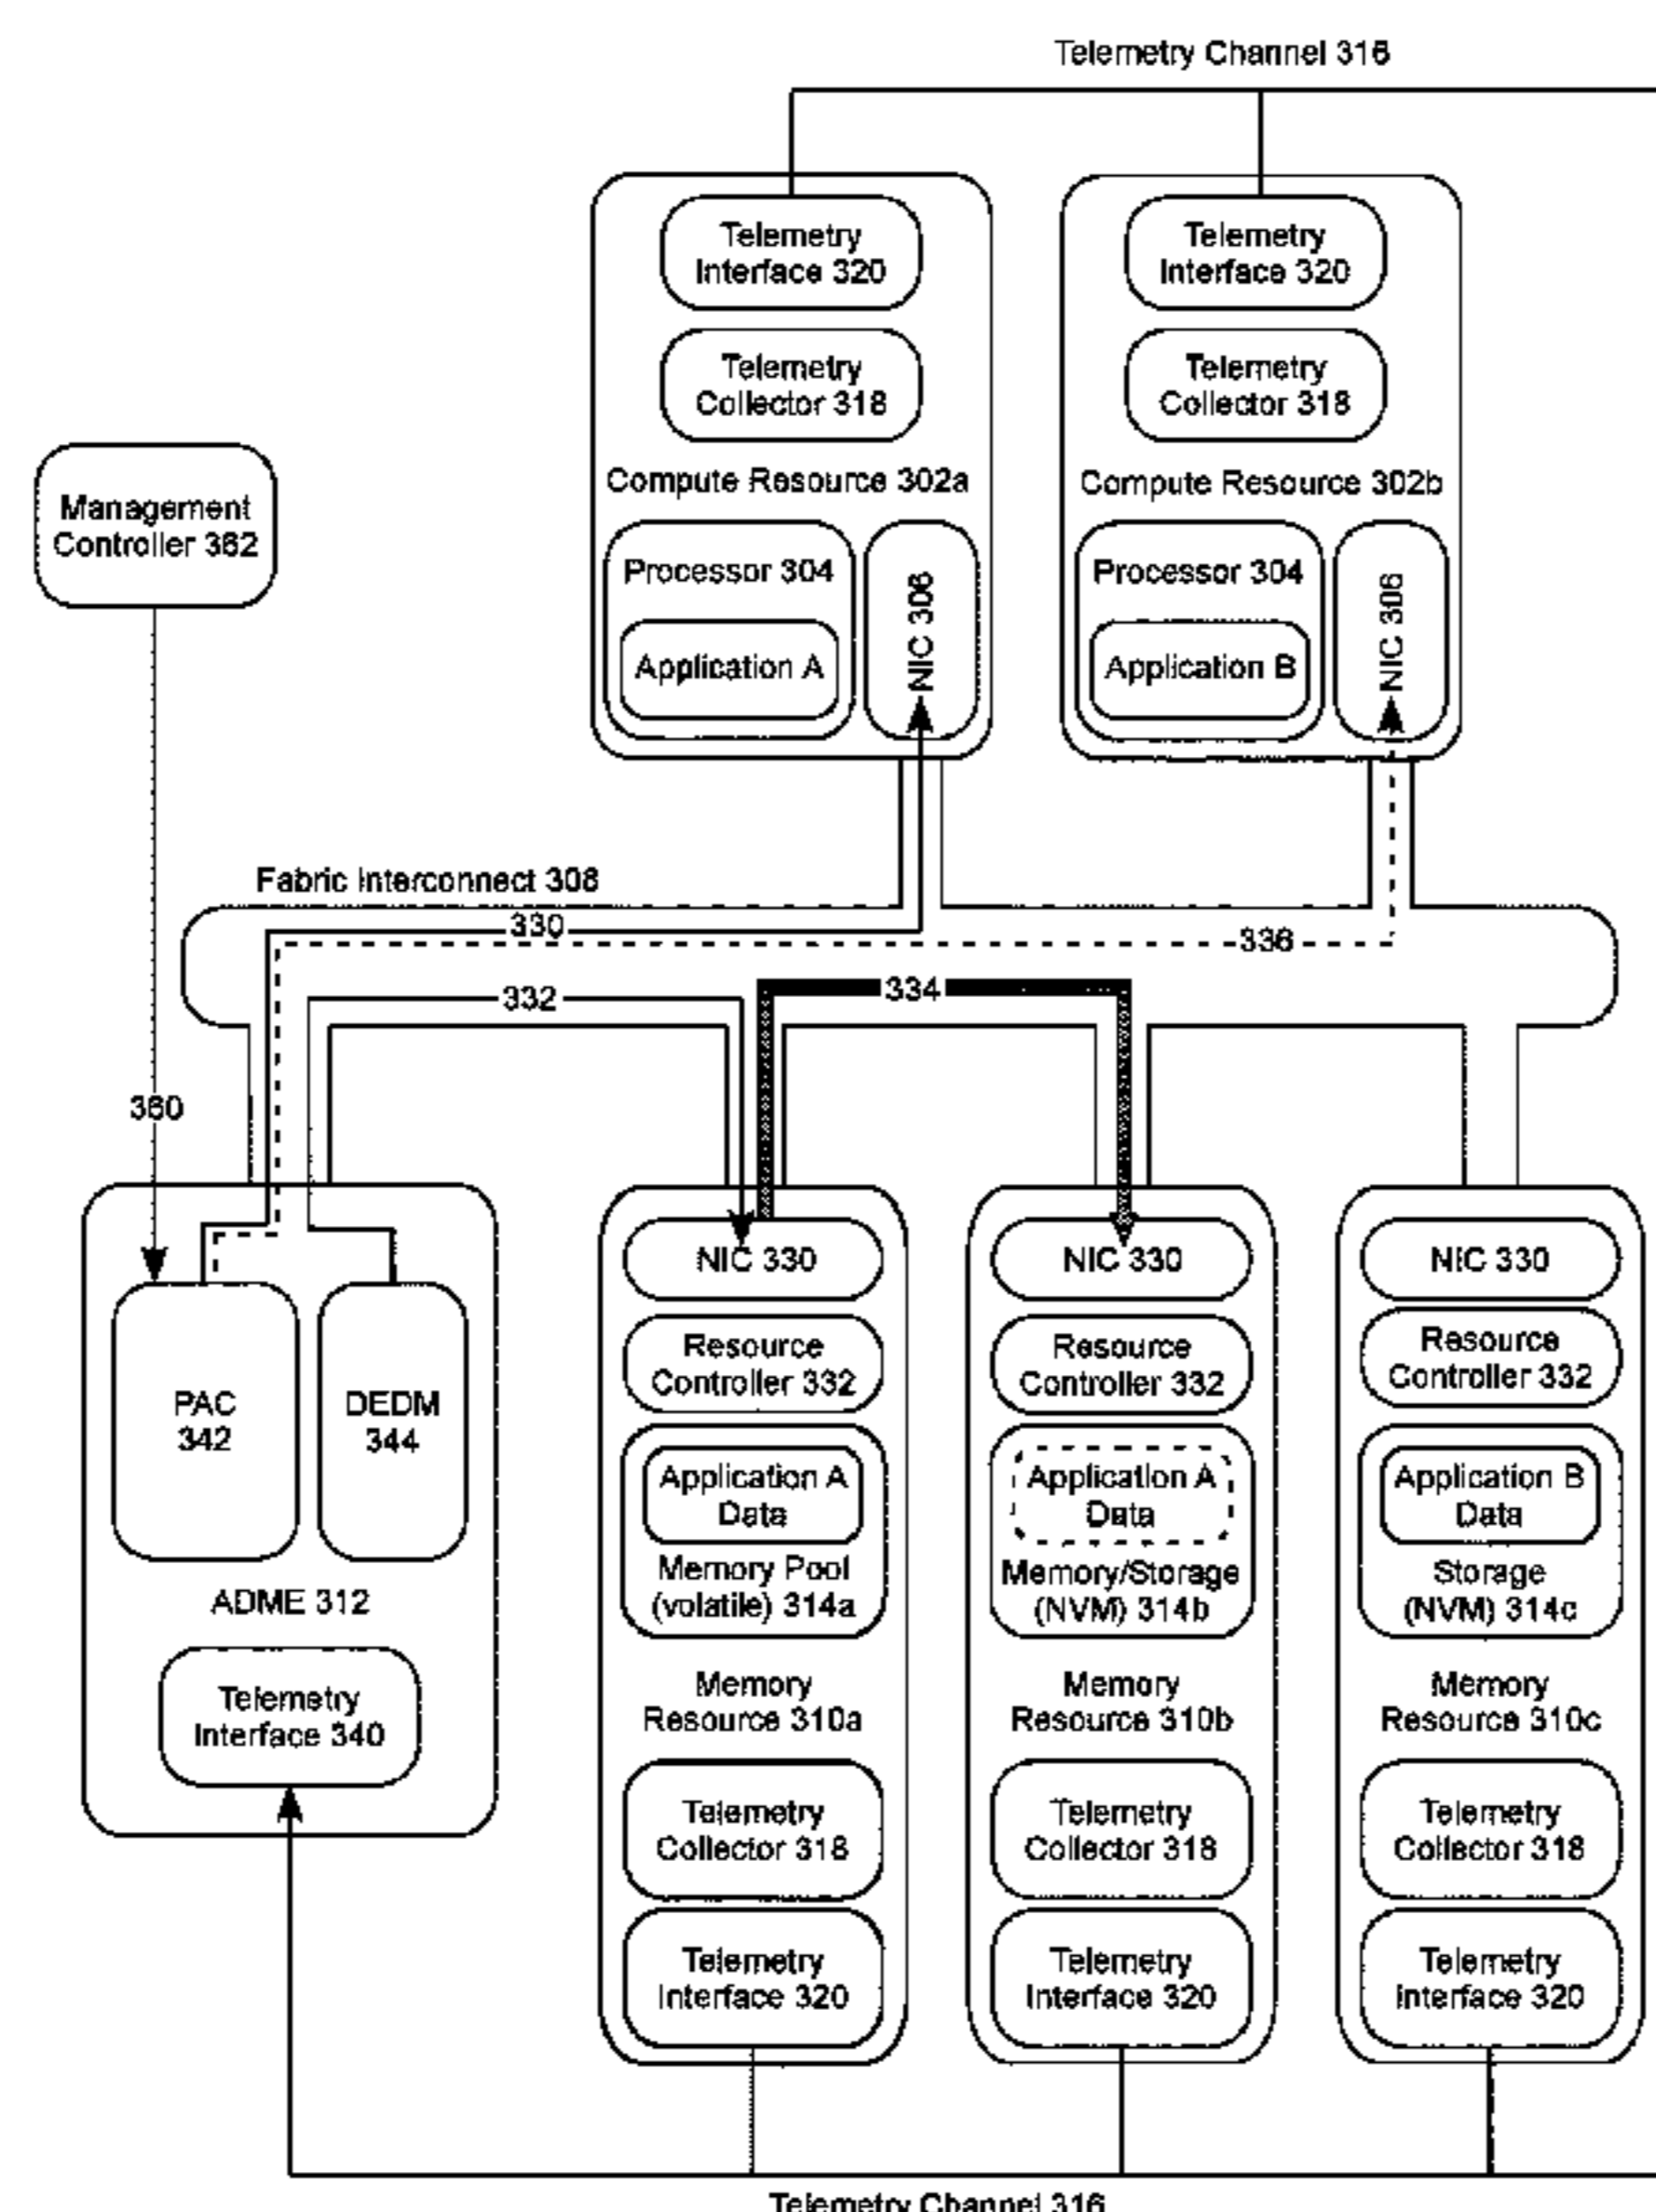 Telemetry Channel 316
Telemetry
Interface 320
Telemetry
Collector 318
Compute Resource 302a
Processor 304
Application A
NIC 306
Telemetry
Interface 320
Telemetry
Collector 318
Compute Resource 302b
Processor 304
Application B
NIC 306
Management
Controller 362
Fabric Interconnect 308
330
336
332
334
360
PAC
342
DEDM
344
ADME 312
Telemetry
Interface 340
NIC 330
Resource
Controller 332
Application A
Data
Memory Pool
(volatile) 314a
Memory
Resource 310a
Telemetry
Collector 318
Telemetry
Interface 320
NIC 330
Resource
Controller 332
Application A
Data
Memory/Storage
(NVM) 314b
Memory
Resource 310b
Telemetry
Collector 318
Telemetry
Interface 320
NIC 330
Resource
Controller 332
Application B
Data
Storage
(NVM) 314c
Memory
Resource 310c
Telemetry
Collector 318
Telemetry
Interface 320
Telemetry Channel 316